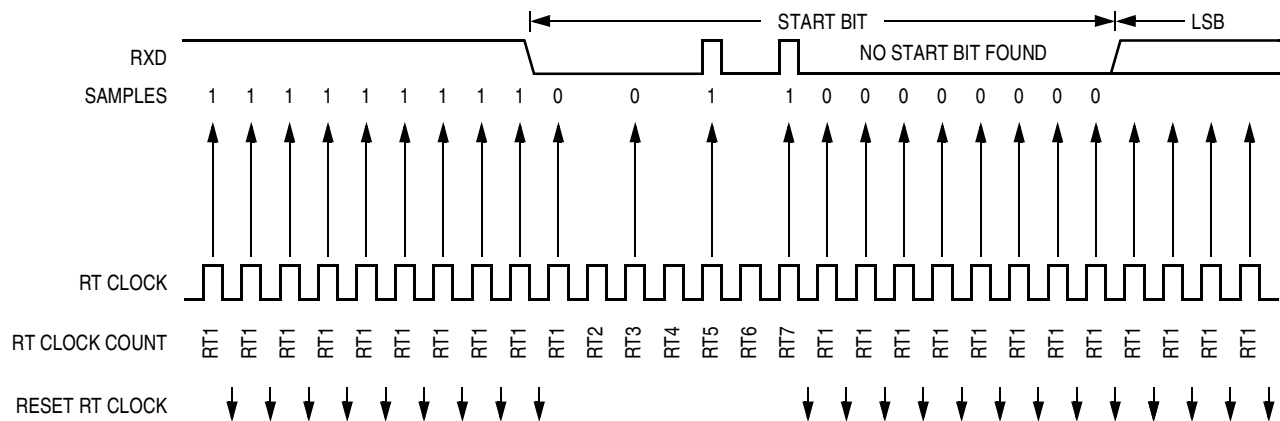 START BIT LSB
RXD NO START BIT FOUND
SAMPLES 1 1 1 1 1 1 1 1 1 0 0 1 1 0 0 0 0 0 0 0 0
RT CLOCK
RT CLOCK COUNT RT1 RT1 RT1 RT1 RT1 RT1 RT1 RT1 RT1 RT1 RT2 RT3 RT4 RT5 RT6 RT7 RT1 RT1 RT1 RT1 RT1 RT1 RT1 RT1 RT1 RT1 RT1 RT1
RESET RT CLOCK